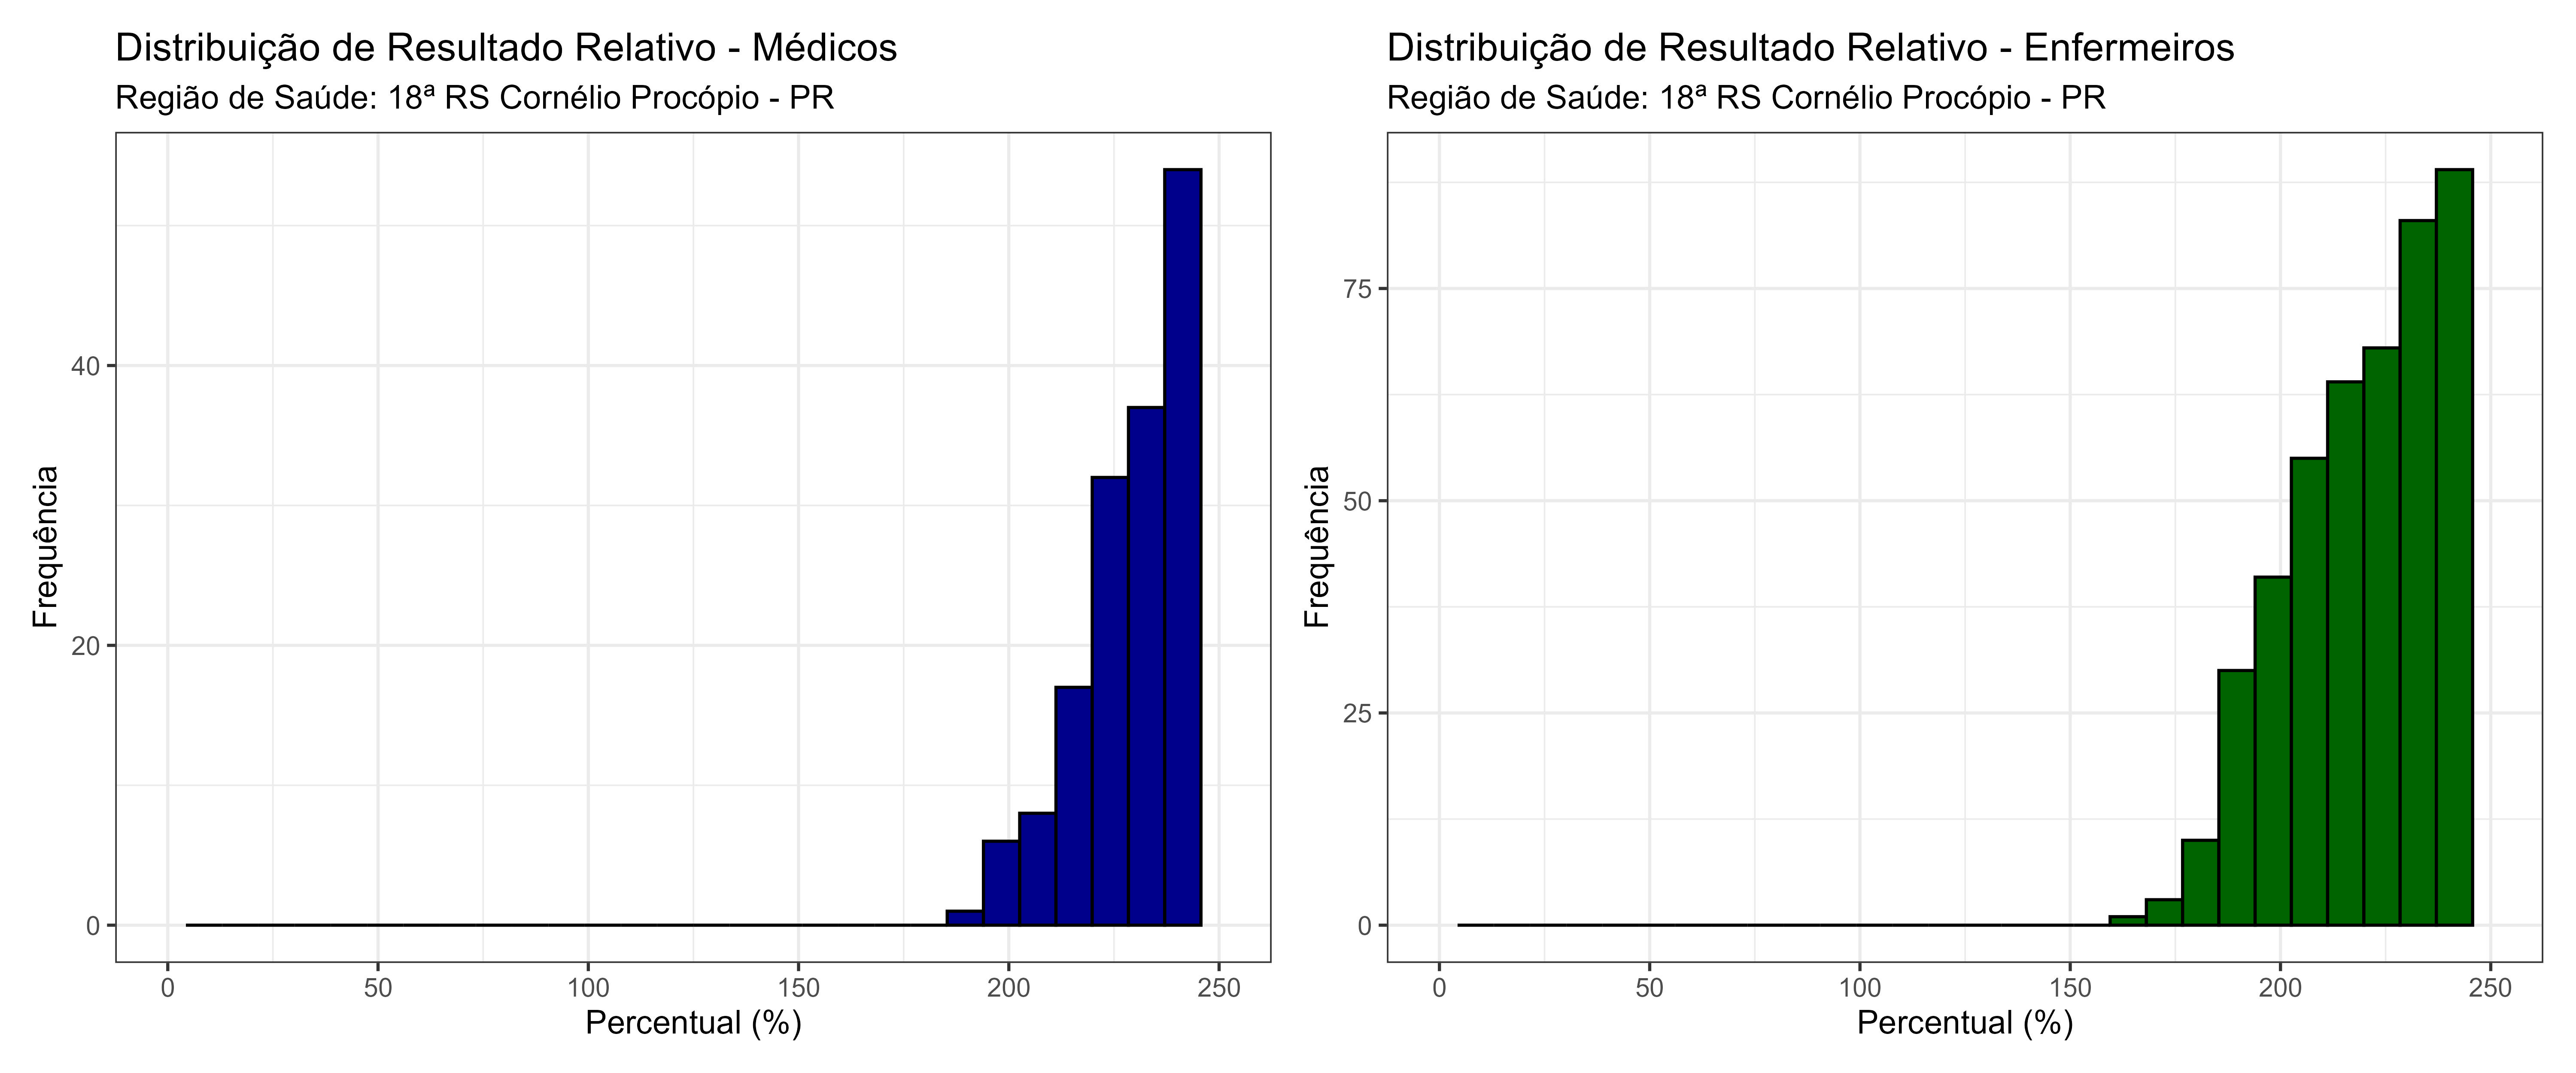 Distribuição de Resultado Relativo - Médicos
Região de Saúde: 18ª RS Cornélio Procópio - PR
Frequência
40
20
0
0 50 100 150 200 250
Percentual (%)
Distribuição de Resultado Relativo - Enfermeiros
Região de Saúde: 18ª RS Cornélio Procópio - PR
Frequência
75
50
25
0
0 50 100 150 200 250
Percentual (%)